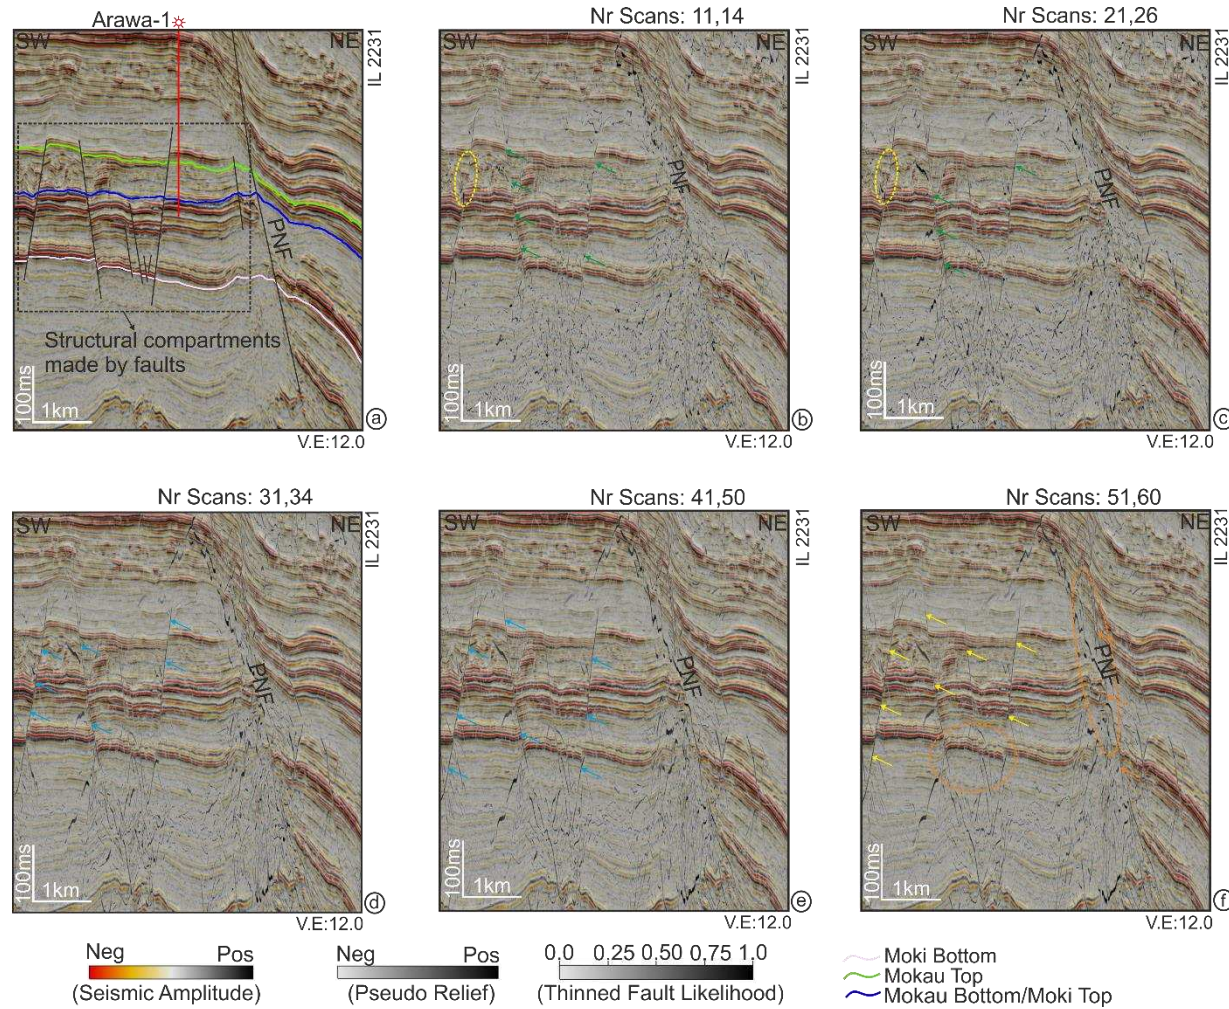 Arawa-1
SW
NE
IL 2231
PNF
Structural compartments
made by faults
100ms
1km
a
V.E:12.0
Nr Scans: 11,14
SW
NE
IL 2231
PNF
100ms
1km
b
V.E:12.0
Nr Scans: 21,26
SW
NE
IL 2231
PNF
100ms
1km
c
V.E:12.0
Nr Scans: 31,34
SW
NE
IL 2231
PNF
100ms
1km
d
V.E:12.0
Nr Scans: 41,50
SW
NE
IL 2231
PNF
100ms
1km
e
V.E:12.0
Nr Scans: 51,60
SW
NE
IL 2231
PNF
100ms
1km
f
V.E:12.0
Neg Pos
(Seismic Amplitude)
Neg Pos
(Pseudo Relief)
0.0 0.25 0.50 0.75 1.0
(Thinned Fault Likelihood)
Moki Bottom
Mokau Top
Mokau Bottom/Moki Top